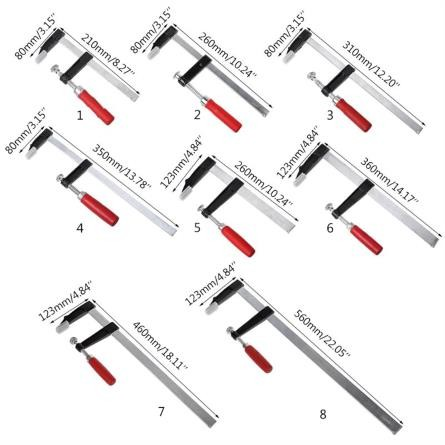 80mm/3.15″
210mm/8.27″
1
80mm/3.15″
260mm/10.24″
2
80mm/3.15″
310mm/12.20″
3
80mm/3.15″
350mm/13.78″
4
123mm/4.84″
260mm/10.24″
5
123mm/4.84″
360mm/14.17″
6
123mm/4.84″
460mm/18.11″
7
123mm/4.84″
560mm/22.05″
8